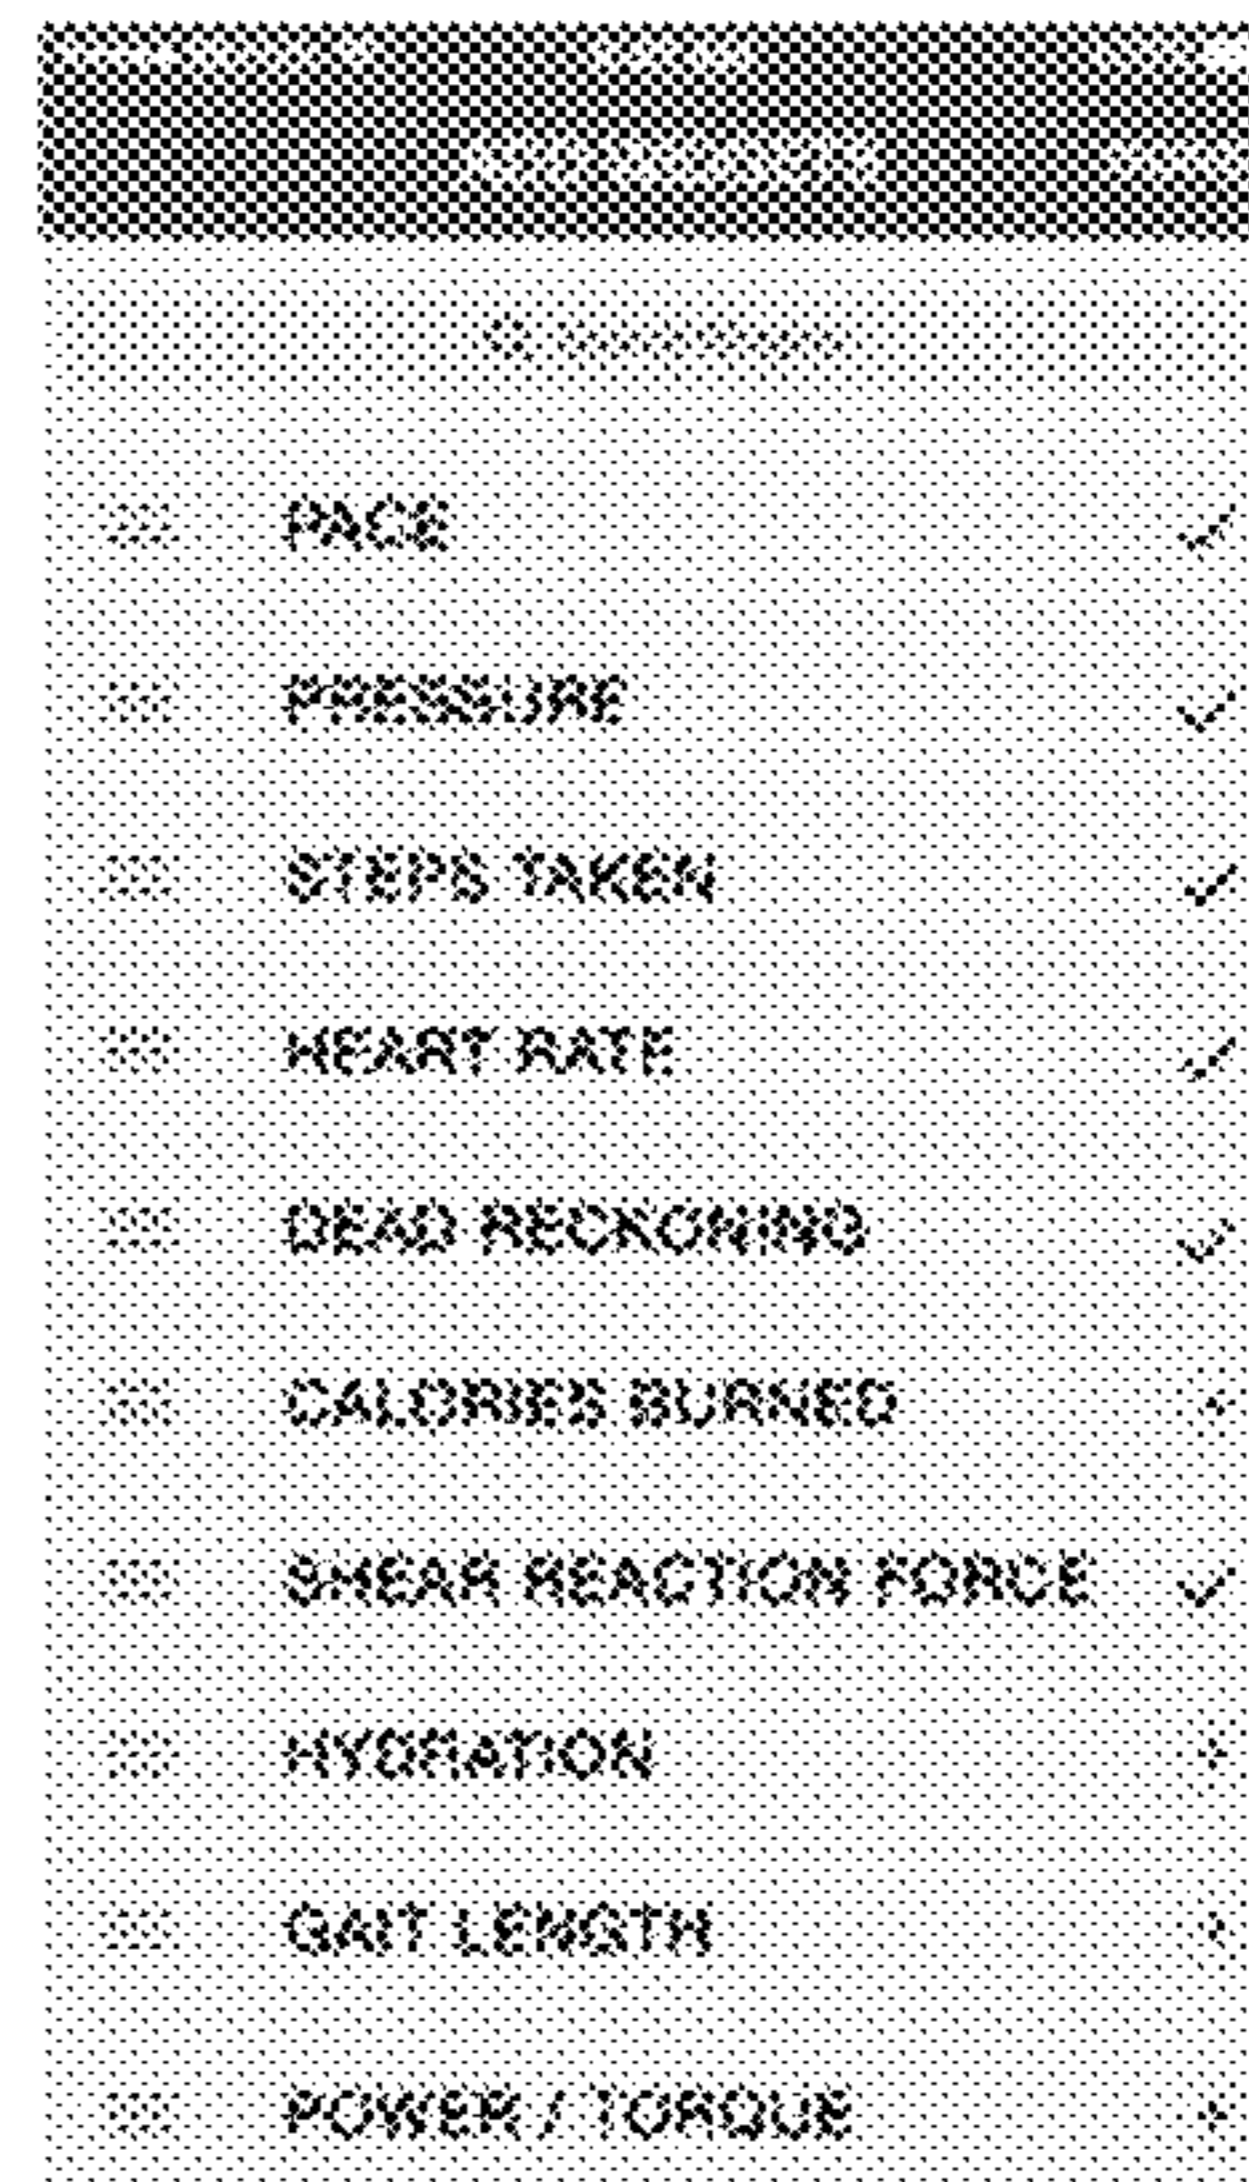 PACE
PRESSURE
STEPS TAKEN
HEART RATE
DEAD RECKONING
CALORIES BURNED
SHEAR REACTION FORCE
HYDRATION
GAIT LENGTH
POWER / TORQUE